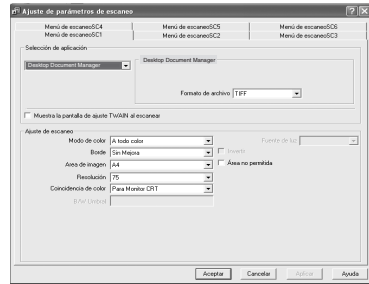 Ajuste de parámetros de escaneo
Menú de escaneoSC4 Menú de escaneoSC5 Menú de escaneoSC6
Menú de escaneoSC1 Menú de escaneoSC2 Menú de escaneoSC3
Selección de aplicación
Desktop Document Manager
Desktop Document Manager
Formato de archivo TIFF
Muestra la pantalla de ajuste TWAIN al escanear
Ajuste de escaneo
Modo de color A todo color Fuente de luz
Borde Sin Mejora Invertir
Area de imagen A4 Área no permitida
Resolución 75
Coincidencia de color Para Monitor CRT
B/W Umbral
Aceptar Cancelar Aplicar Ayuda